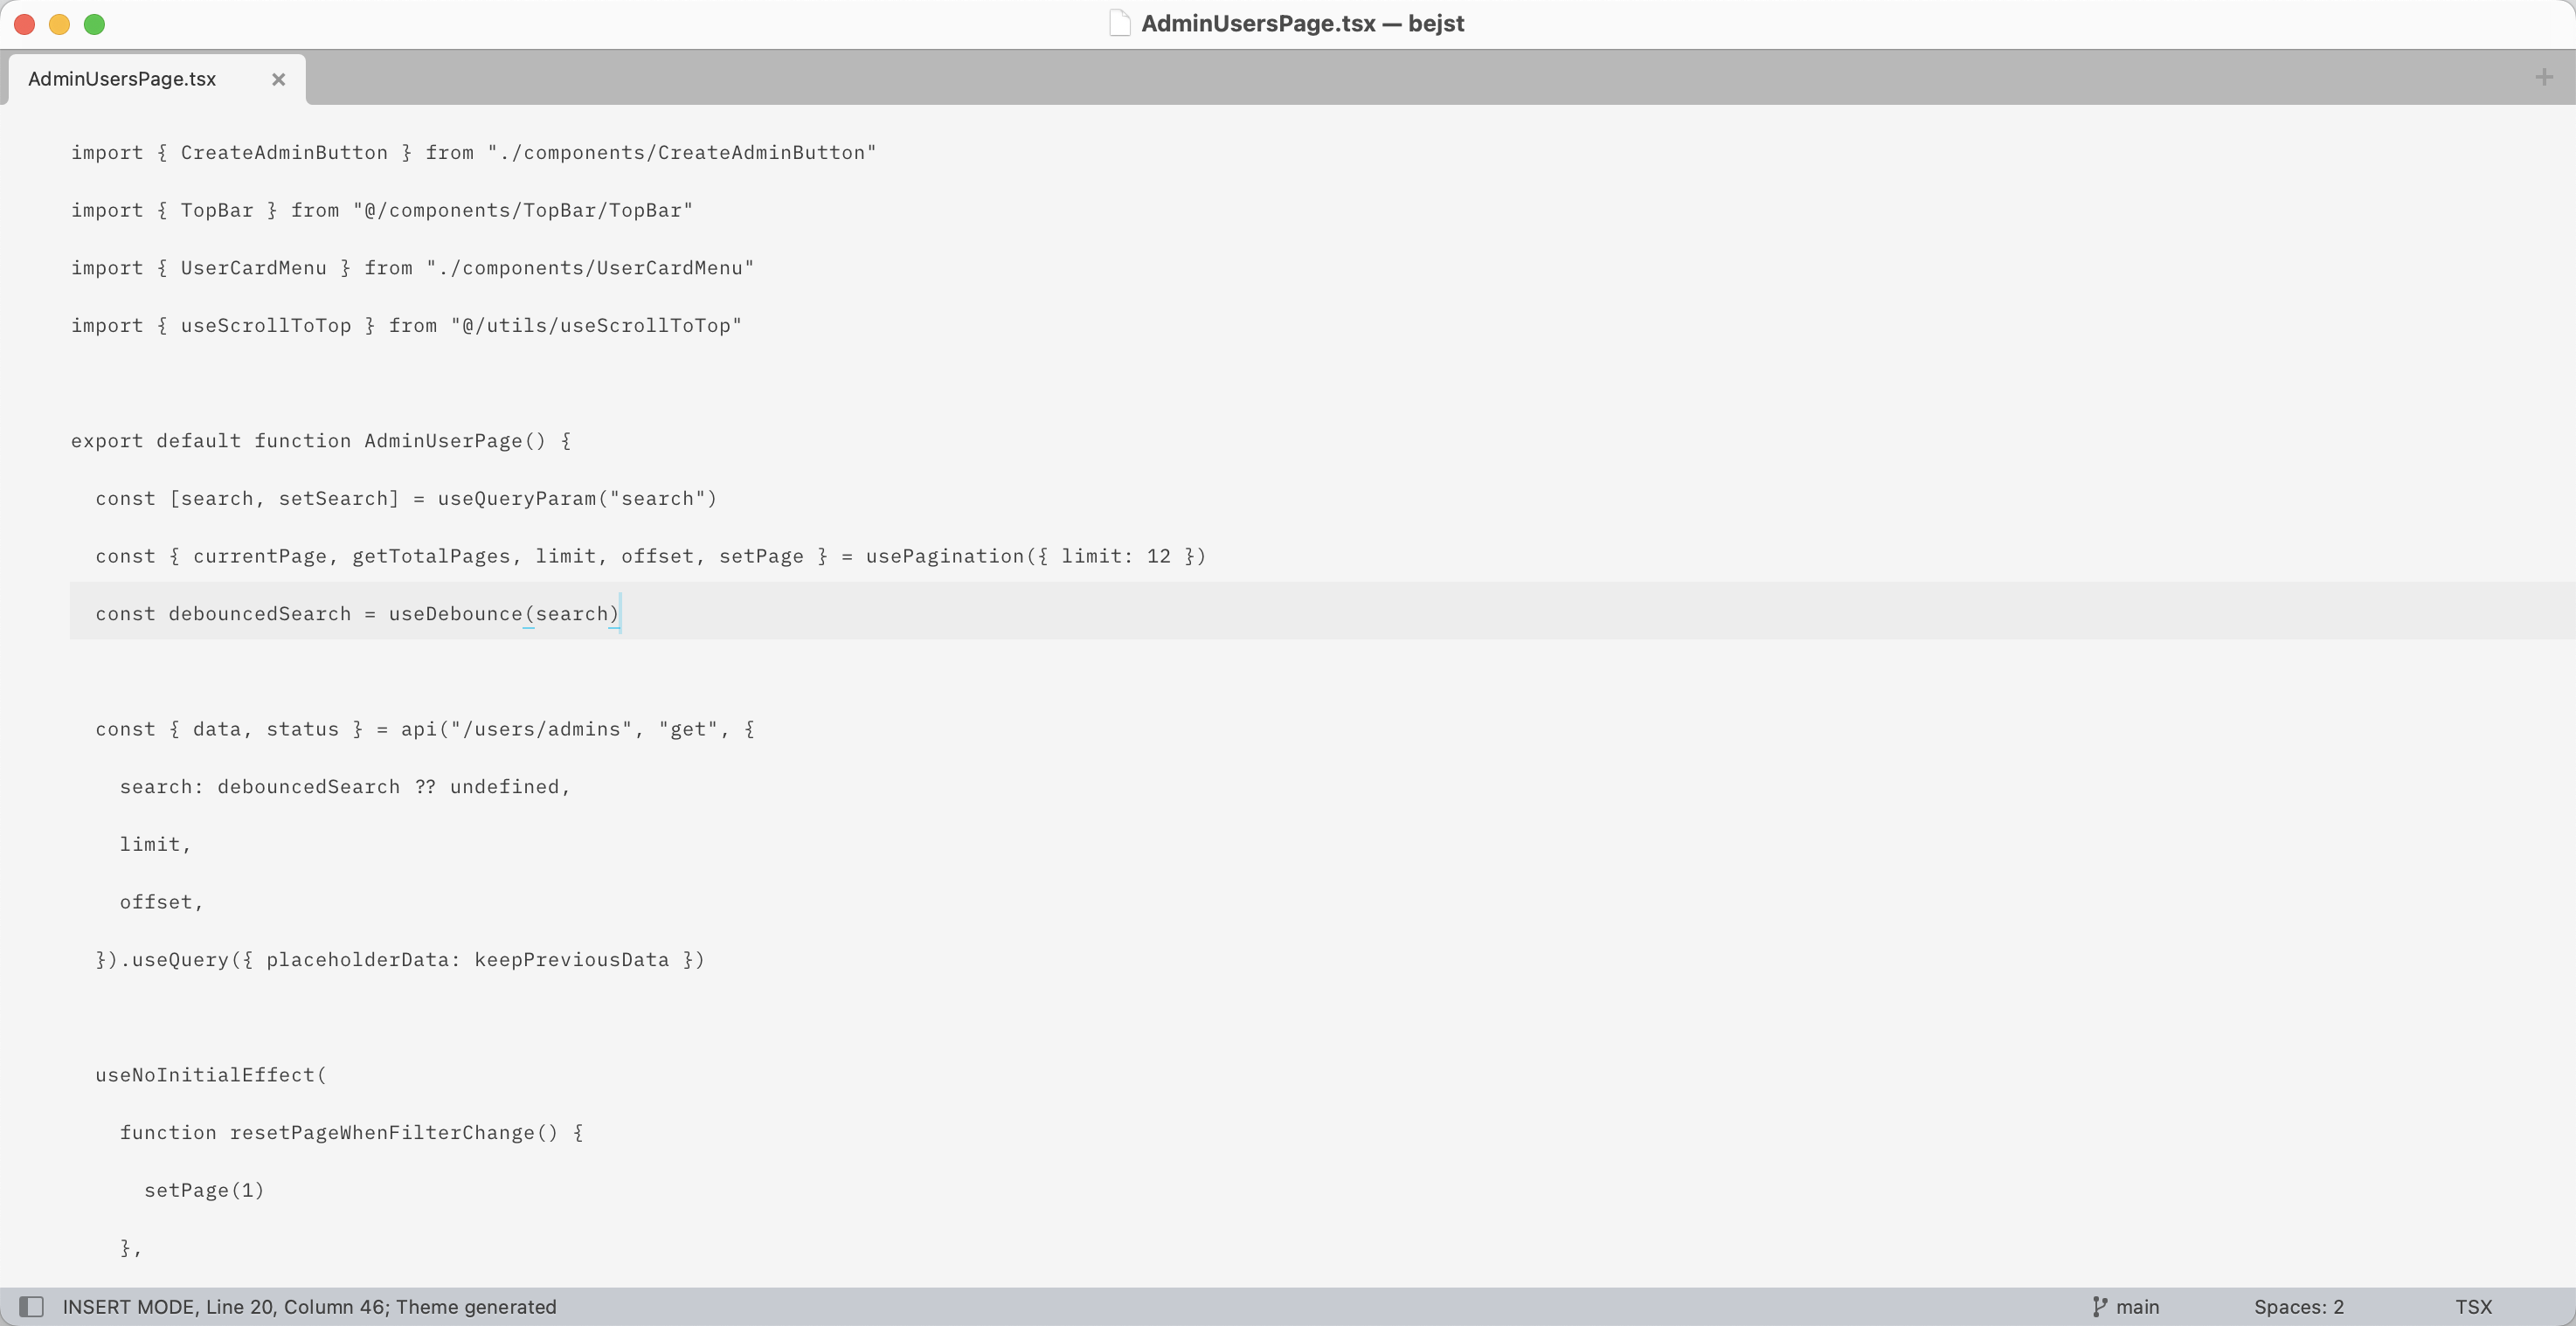 AdminUsersPage.tsx — bejst
AdminUsersPage.tsx
import { CreateAdminButton } from "./components/CreateAdminButton"
import { TopBar } from "@/components/TopBar/TopBar"
import { UserCardMenu } from "./components/UserCardMenu"
import { useScrollToTop } from "@/utils/useScrollToTop"
export default function AdminUserPage() {
  const [search, setSearch] = useQueryParam("search")
  const { currentPage, getTotalPages, limit, offset, setPage } = usePagination({ limit: 12 })
  const debouncedSearch = useDebounce(search)
  const { data, status } = api("/users/admins", "get", {
    search: debouncedSearch ?? undefined,
    limit,
    offset,
  }).useQuery({ placeholderData: keepPreviousData })
  useNoInitialEffect(
    function resetPageWhenFilterChange() {
      setPage(1)
    },
INSERT MODE, Line 20, Column 46; Theme generated main Spaces: 2 TSX